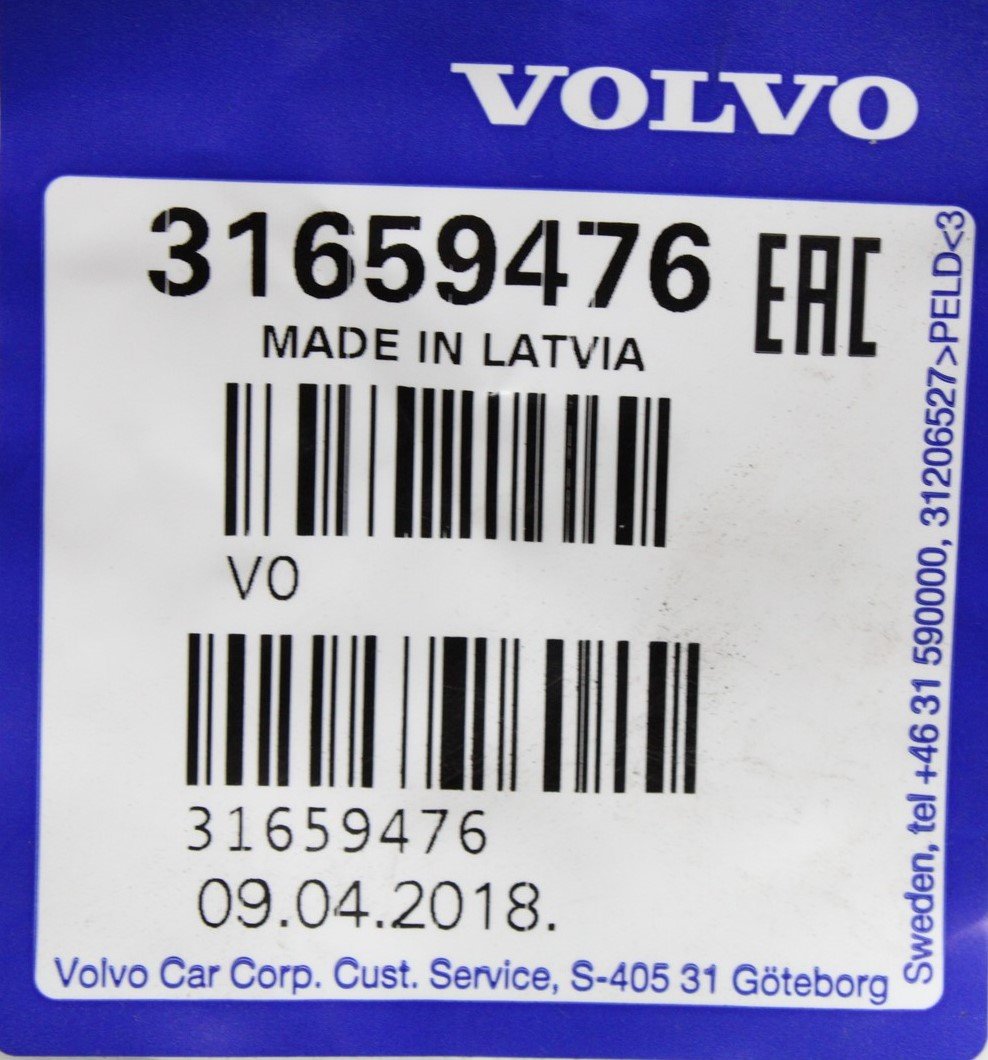 VOLVO
31659476
EAC
MADE IN LATVIA
VO
31659476
09.04.2018.
Volvo Car Corp. Cust. Service, S-405 31 Göteborg
Sweden, tel +46 31 590000, 31206527>PELD<3